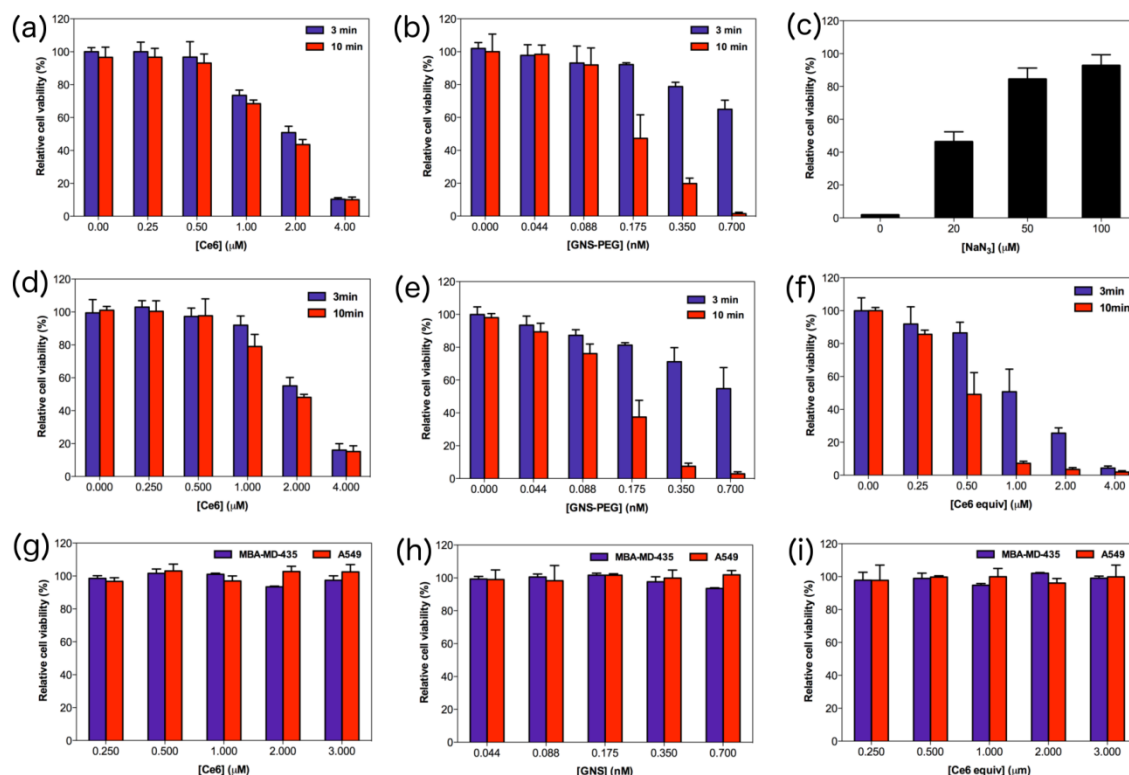 (a)
Relative cell viability (%)
120
100
80
60
40
20
0
3 min
10 min
0.00 0.25 0.50 1.00 2.00 4.00
[Ce6] (μM)
(b)
Relative cell viability (%)
120
100
80
60
40
20
0
3 min
10 min
0.000 0.044 0.088 0.175 0.350 0.700
[GNS-PEG] (nM)
(c)
Relative cell viability (%)
120
100
80
60
40
20
0
0 20 50 100
[NaN₃] (μM)
(d)
Relative cell viability (%)
120
100
80
60
40
20
0
3min
10min
0.000 0.250 0.500 1.000 2.000 4.000
[Ce6] (μM)
(e)
Relative cell viability (%)
120
100
80
60
40
20
0
3 min
10 min
0.000 0.044 0.088 0.175 0.350 0.700
[GNS-PEG] (nM)
(f)
Relative cell viability (%)
120
100
80
60
40
20
0
3 min
10min
0.00 0.25 0.50 1.00 2.00 4.00
[Ce6 equiv] (μM)
(g)
Relative cell viability (%)
120
100
80
60
40
20
0
MBA-MD-435 A549
0.250 0.500 1.000 2.000 3.000
[Ce6] (μM)
(h)
Relative cell viability (%)
120
100
80
60
40
20
0
MBA-MD-435 A549
0.044 0.088 0.175 0.350 0.700
[GNS] (nM)
(i)
Relative cell viability (%)
120
100
80
60
40
20
0
MBA-MD-435 A549
0.250 0.500 1.000 2.000 3.000
[Ce6 equiv] (μm)